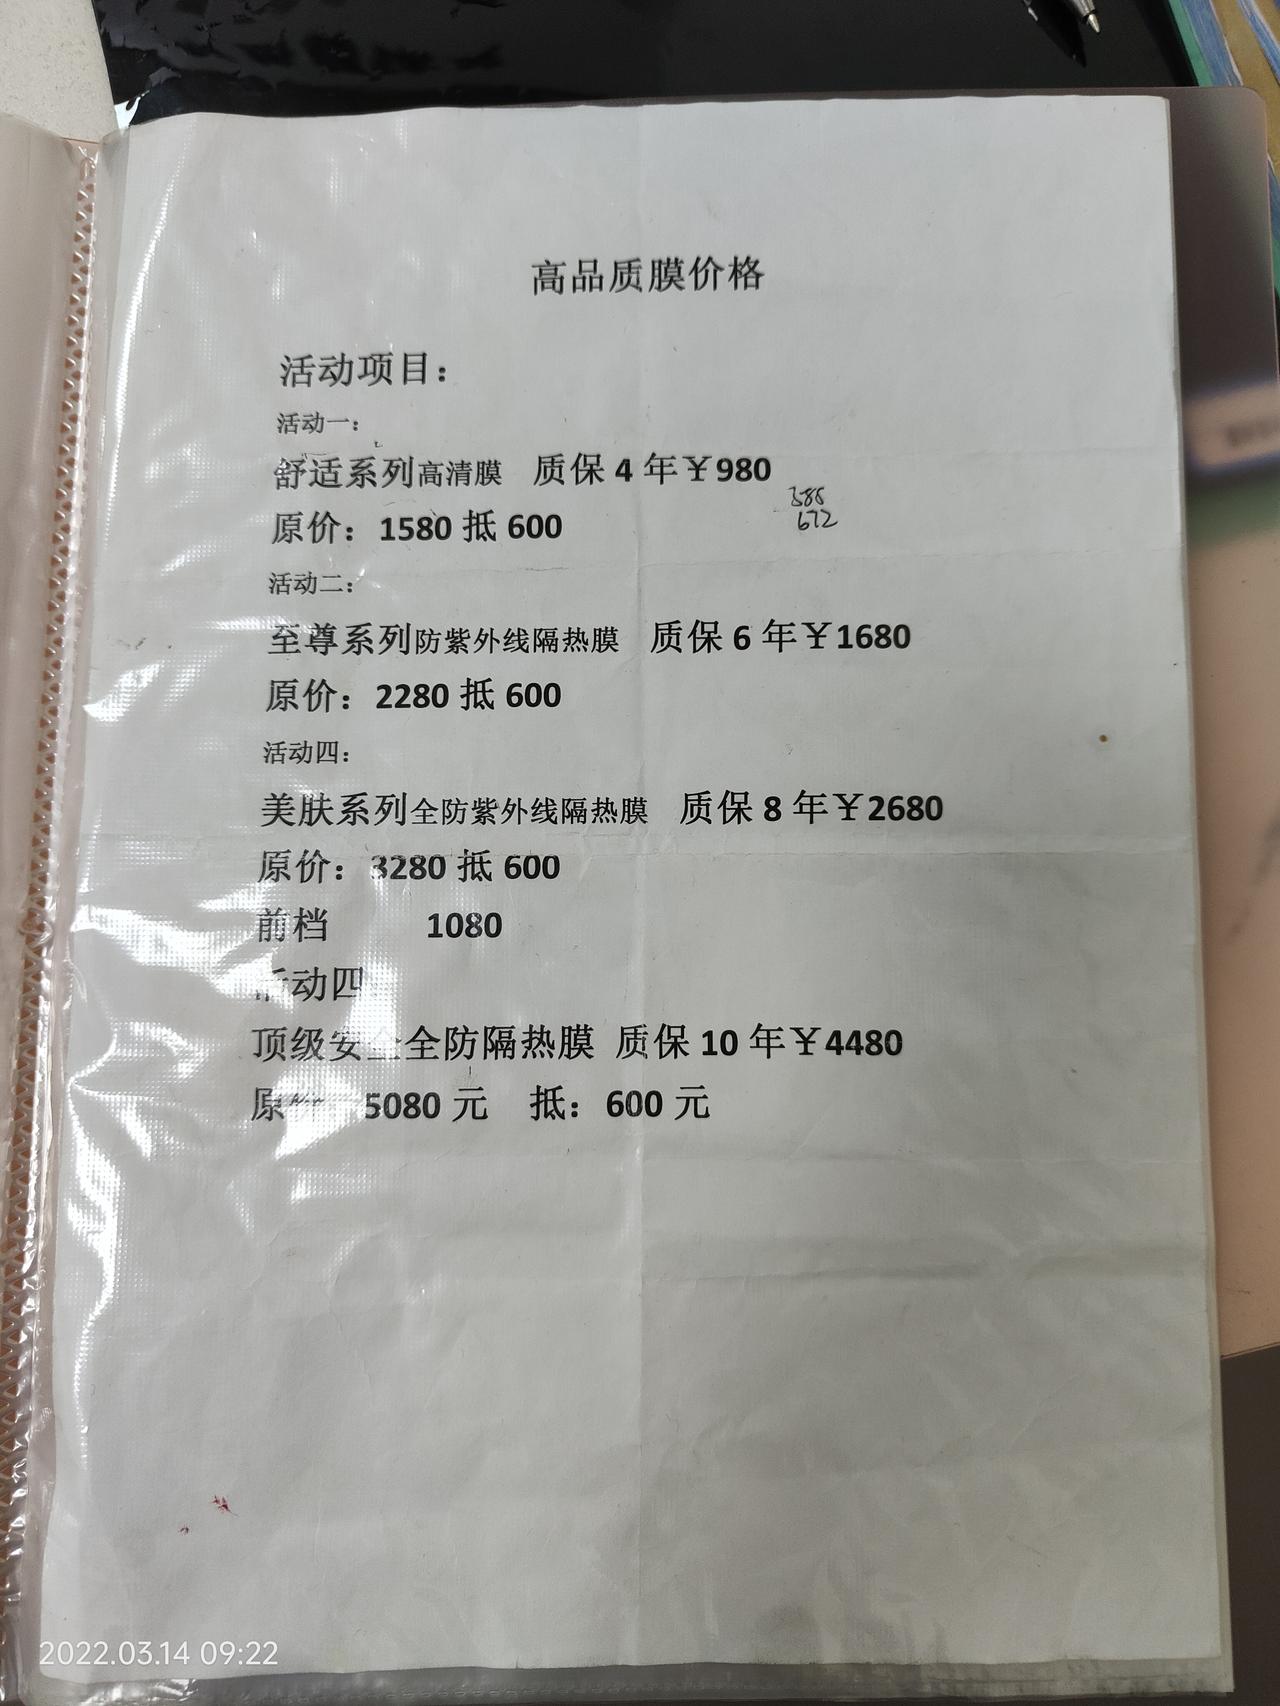 高品质膜价格
活动项目：
活动一：
舒适系列高清膜 质保 4 年￥980
原价：1580 抵 600
672
活动二：
至尊系列防紫外线隔热膜 质保 6 年￥1680
原价：2280 抵 600
活动四：
美肤系列全防紫外线隔热膜 质保 8 年￥2680
原价：3280 抵 600
前档 1080
活动四
顶级安全全防隔热膜 质保 10 年￥4480
原价 5080 元 抵：600 元
2022.03.14 09:22